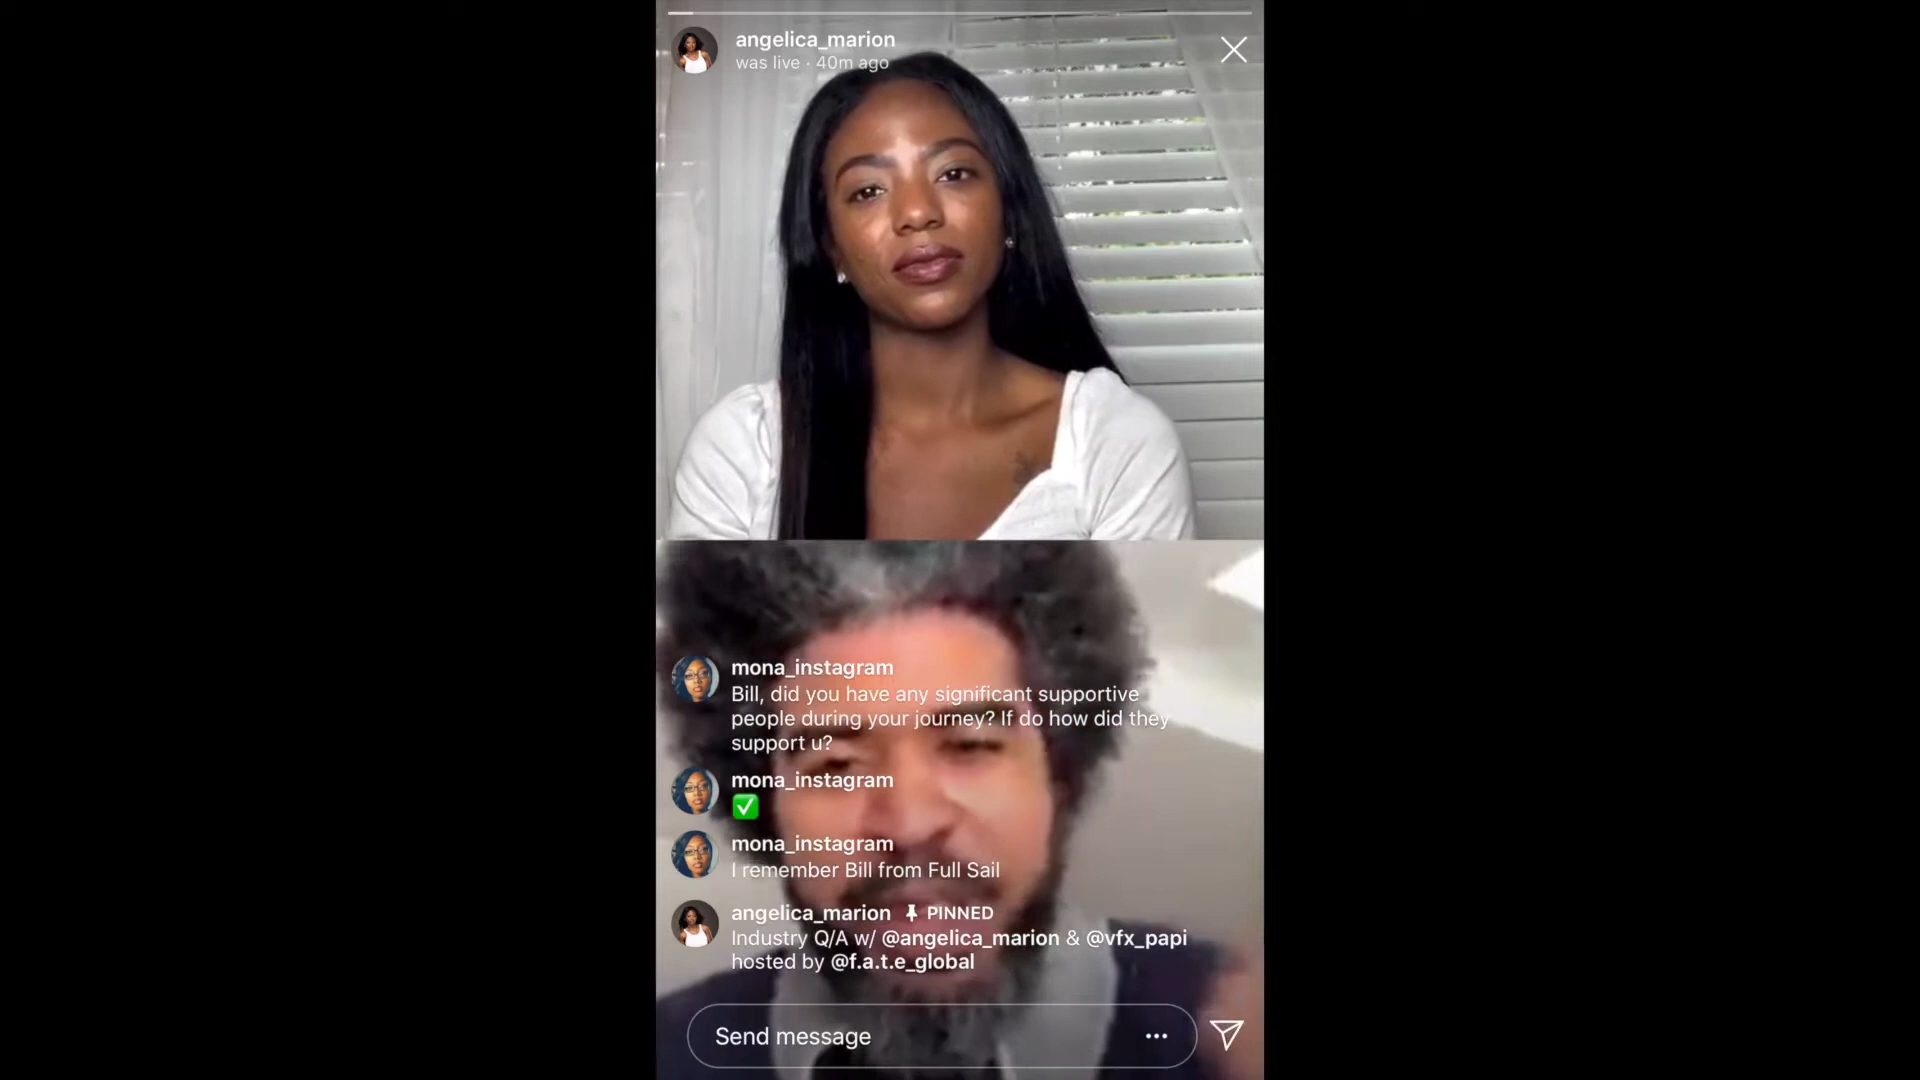 angelica_marion
was live · 40m ago
mona_instagram
Bill, did you have any significant supportive
people during your journey? If do how did they
support u?
mona_instagram
✅
mona_instagram
I remember Bill from Full Sail
angelica_marion PINNED
Industry Q/A w/ @angelica_marion & @vfx_papi
hosted by @f.a.t.e_global
Send message